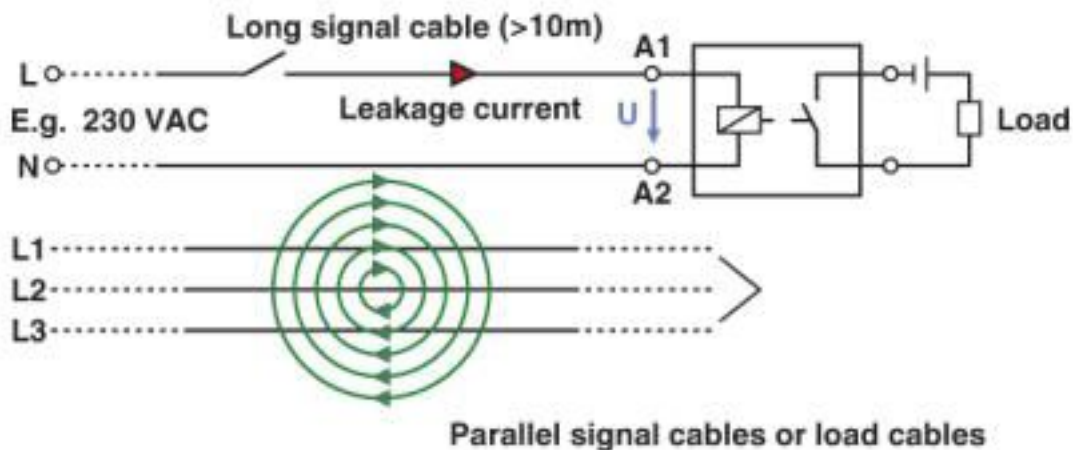 Long signal cable (>10m)
A1
L
Leakage current
U
Load
E.g. 230 VAC
N
A2
L1
L2
L3
Parallel signal cables or load cables